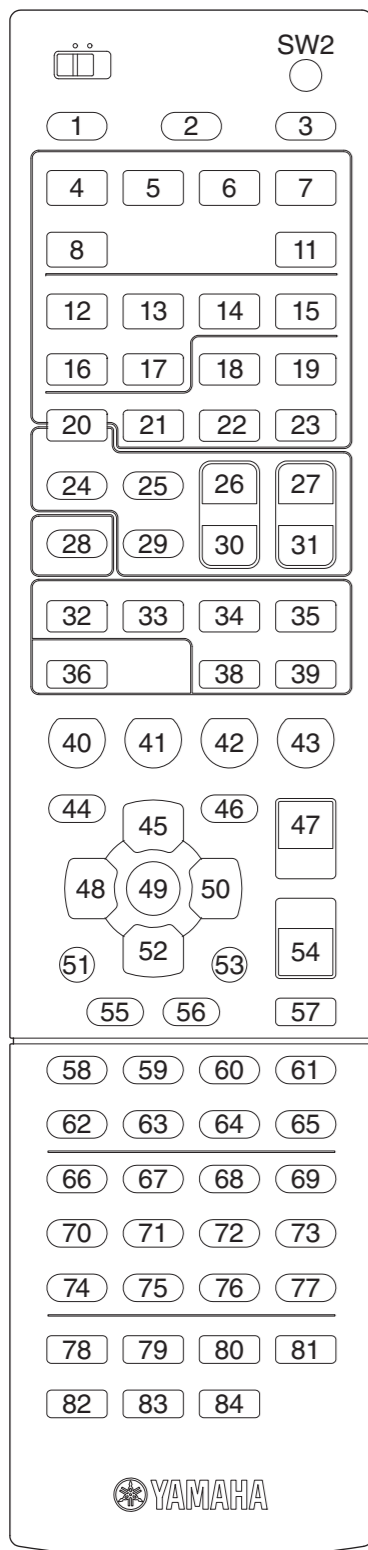 SW2
1 2 3
4 5 6 7
8 11
12 13 14 15
16 17 18 19
20 21 22 23
24 25 26 27
28 29 30 31
32 33 34 35
36 38 39
40 41 42 43
44 45 46 47
48 49 50
51 52 53 54
55 56 57
58 59 60 61
62 63 64 65
66 67 68 69
70 71 72 73
74 75 76 77
78 79 80 81
82 83 84
YAMAHA